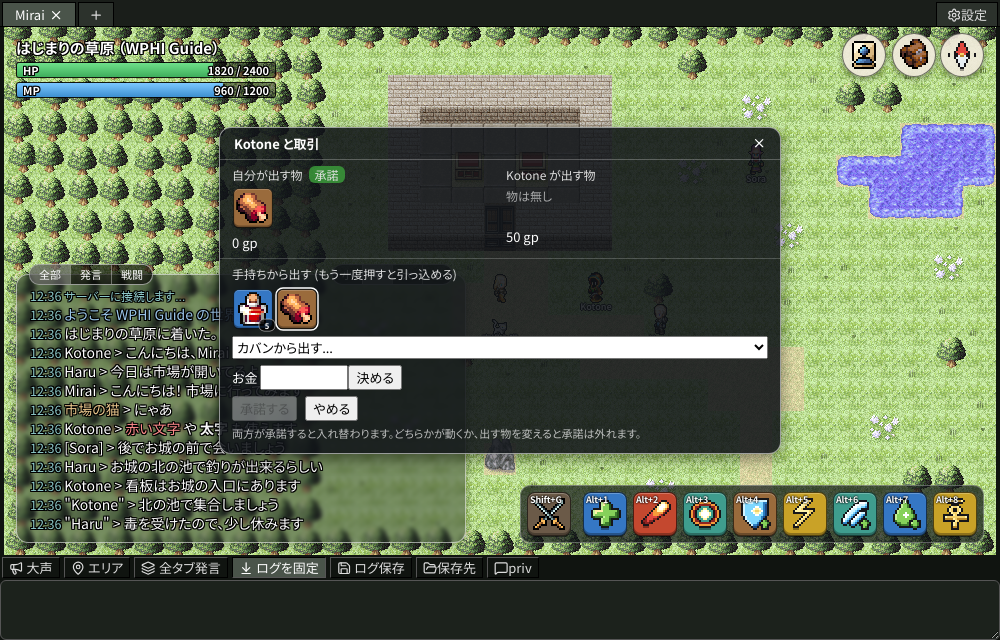 Mirai ×
+
設定
はじまりの草原 (WPHI Guide)
HP 1820 / 2400
MP 960 / 1200
Kotone と取引
自分が出す物 承諾
Kotone が出す物
物は無し
0 gp
50 gp
手持ちから出す (もう一度押すと引っ込める)
5
カバンから出す...
お金 決める
承諾する やめる
両方が承諾すると入れ替わります。どちらかが動くか、出す物を変えると承諾は外れます。
Kotone
全部 発言 戦闘
12:36 サーバーに接続します...
12:36 ようこそ WPHI Guide の世
12:36 はじまりの草原に着いた。
12:36 Kotone > こんにちは、Mirai
12:36 Haru > 今日は市場が開い
12:36 Mirai > こんにちは! 市場
12:36 市場の猫 > にゃあ
12:36 Kotone > 赤い文字 や 太字
12:36 [Sora] > 後でお城の前で会いましょう
12:36 Haru > お城の北の池で釣りが出来るらしい
12:36 Kotone > 看板はお城の入口にあります
12:36 "Kotone" > 北の池で集合しましょう
12:36 "Haru" > 毒を受けたので、少し休みます
Shift+G Alt+1 Alt+2 Alt+3 Alt+4 Alt+5 Alt+6 Alt+7 Alt+8
大声 エリア 全タブ発言 ログを固定 ログ保存 保存先 priv